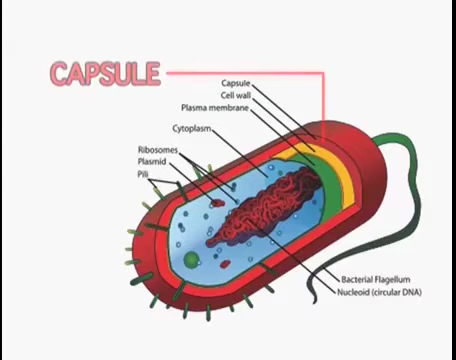 CAPSULE
Capsule
Cell wall
Plasma membrane
Cytoplasm
Ribosomes
Plasmid
Pili
Bacterial Flagellum
Nucleoid (circular DNA)